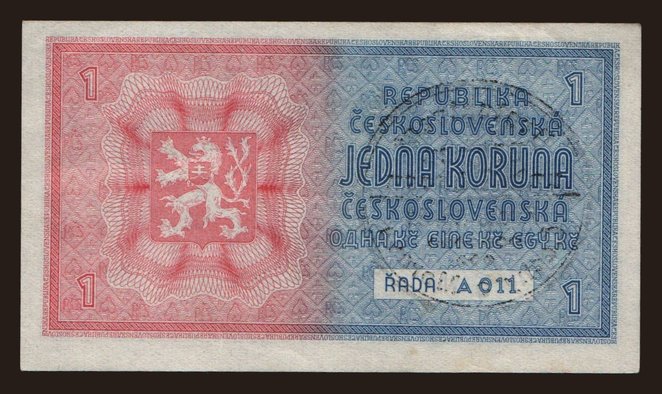 1
1
REPUBLIKA
ČESKOSLOVENSKÁ
JEDNA KORUNA
ČESKOSLOVENSKÁ
ОДНА Kč EINE Kč EGY Kč
ŘADA A 011.
1
1